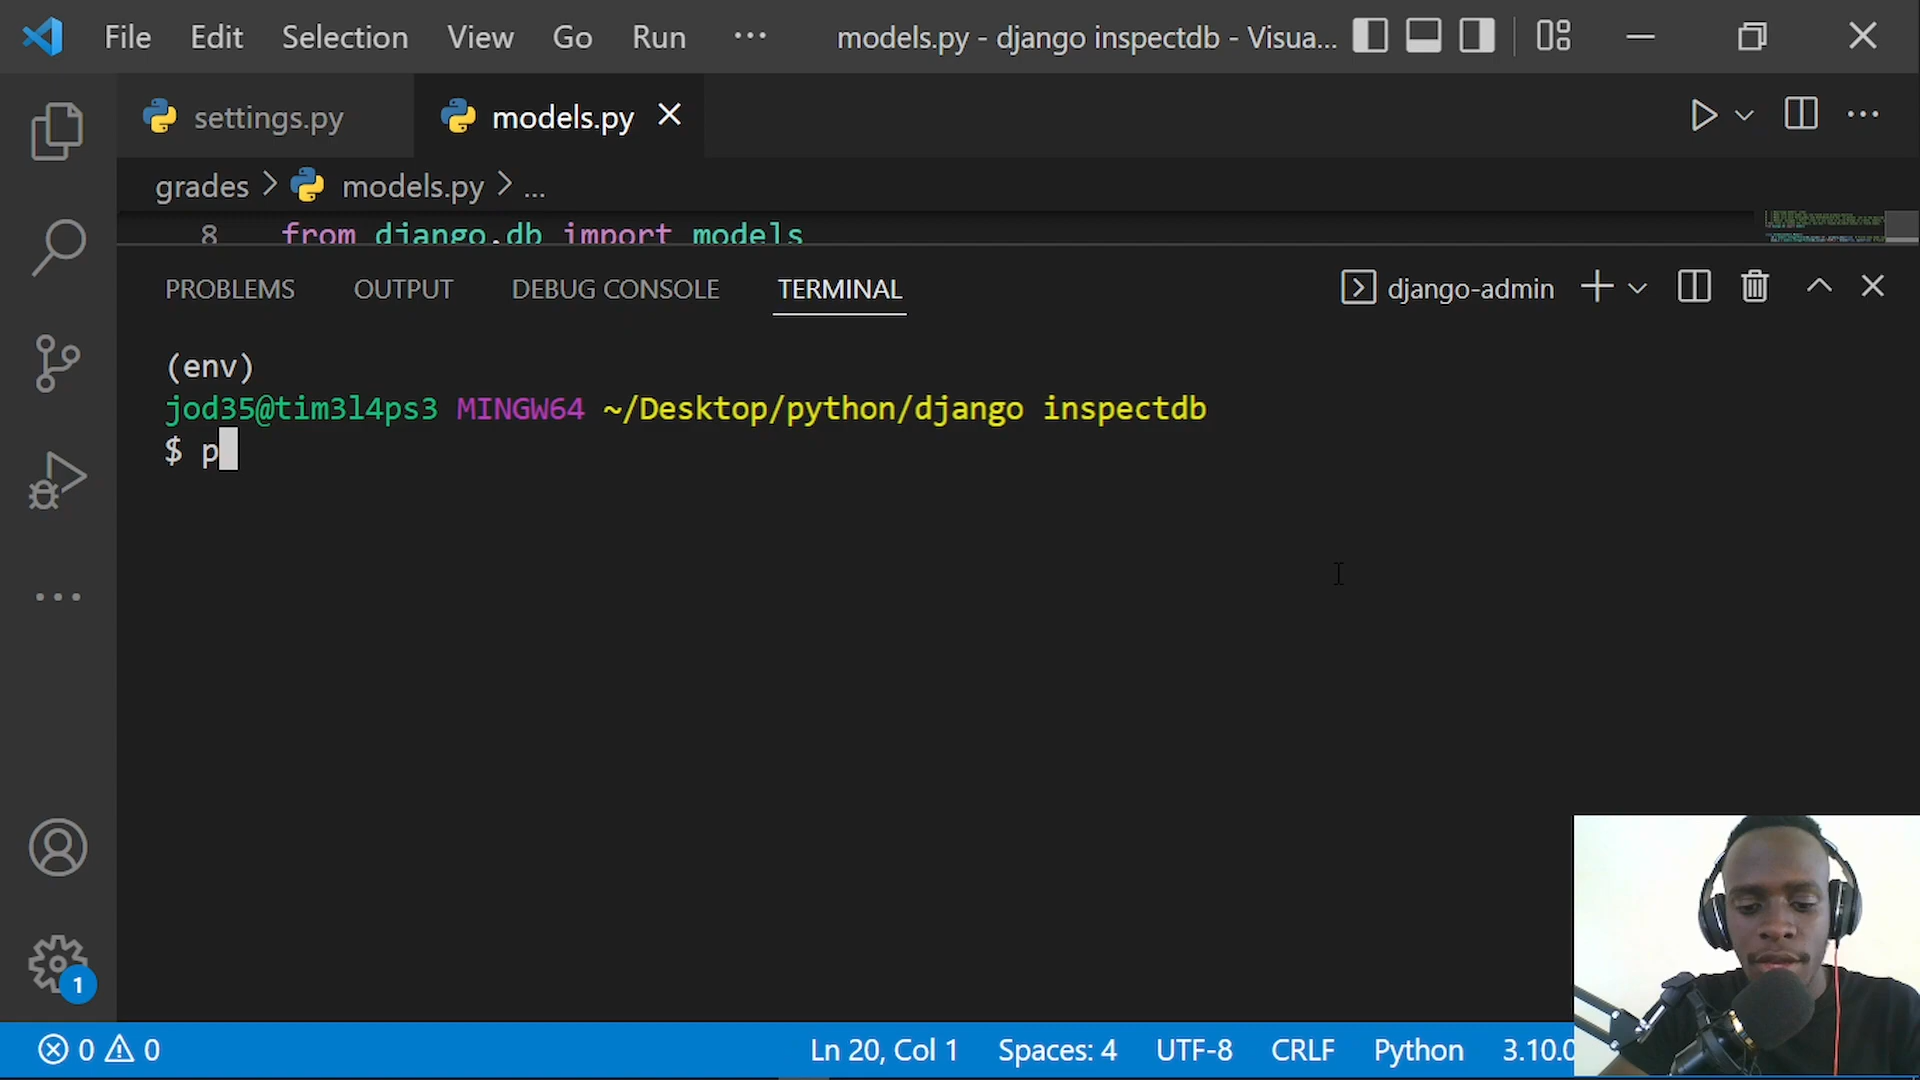 File Edit Selection View Go Run ··· models.py - django inspectdb - Visua...
settings.py models.py
grades > models.py > ...
8 from django.db import models
PROBLEMS OUTPUT DEBUG CONSOLE TERMINAL django-admin
(env)
jod35@tim3l4ps3 MINGW64 ~/Desktop/python/django inspectdb
$ p
1
0 0 Ln 20, Col 1 Spaces: 4 UTF-8 CRLF Python 3.10.0